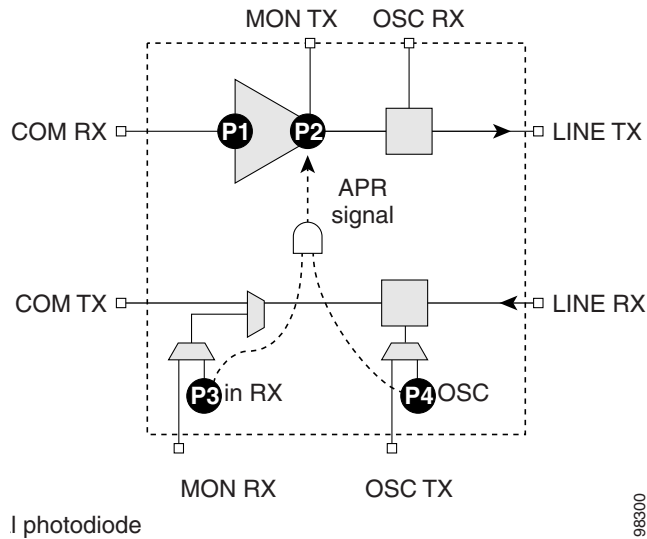 MON TX OSC RX
COM RX P1 P2 LINE TX
APR
signal
COM TX LINE RX
P3 in RX P4 OSC
MON RX OSC TX
photodiode
98300